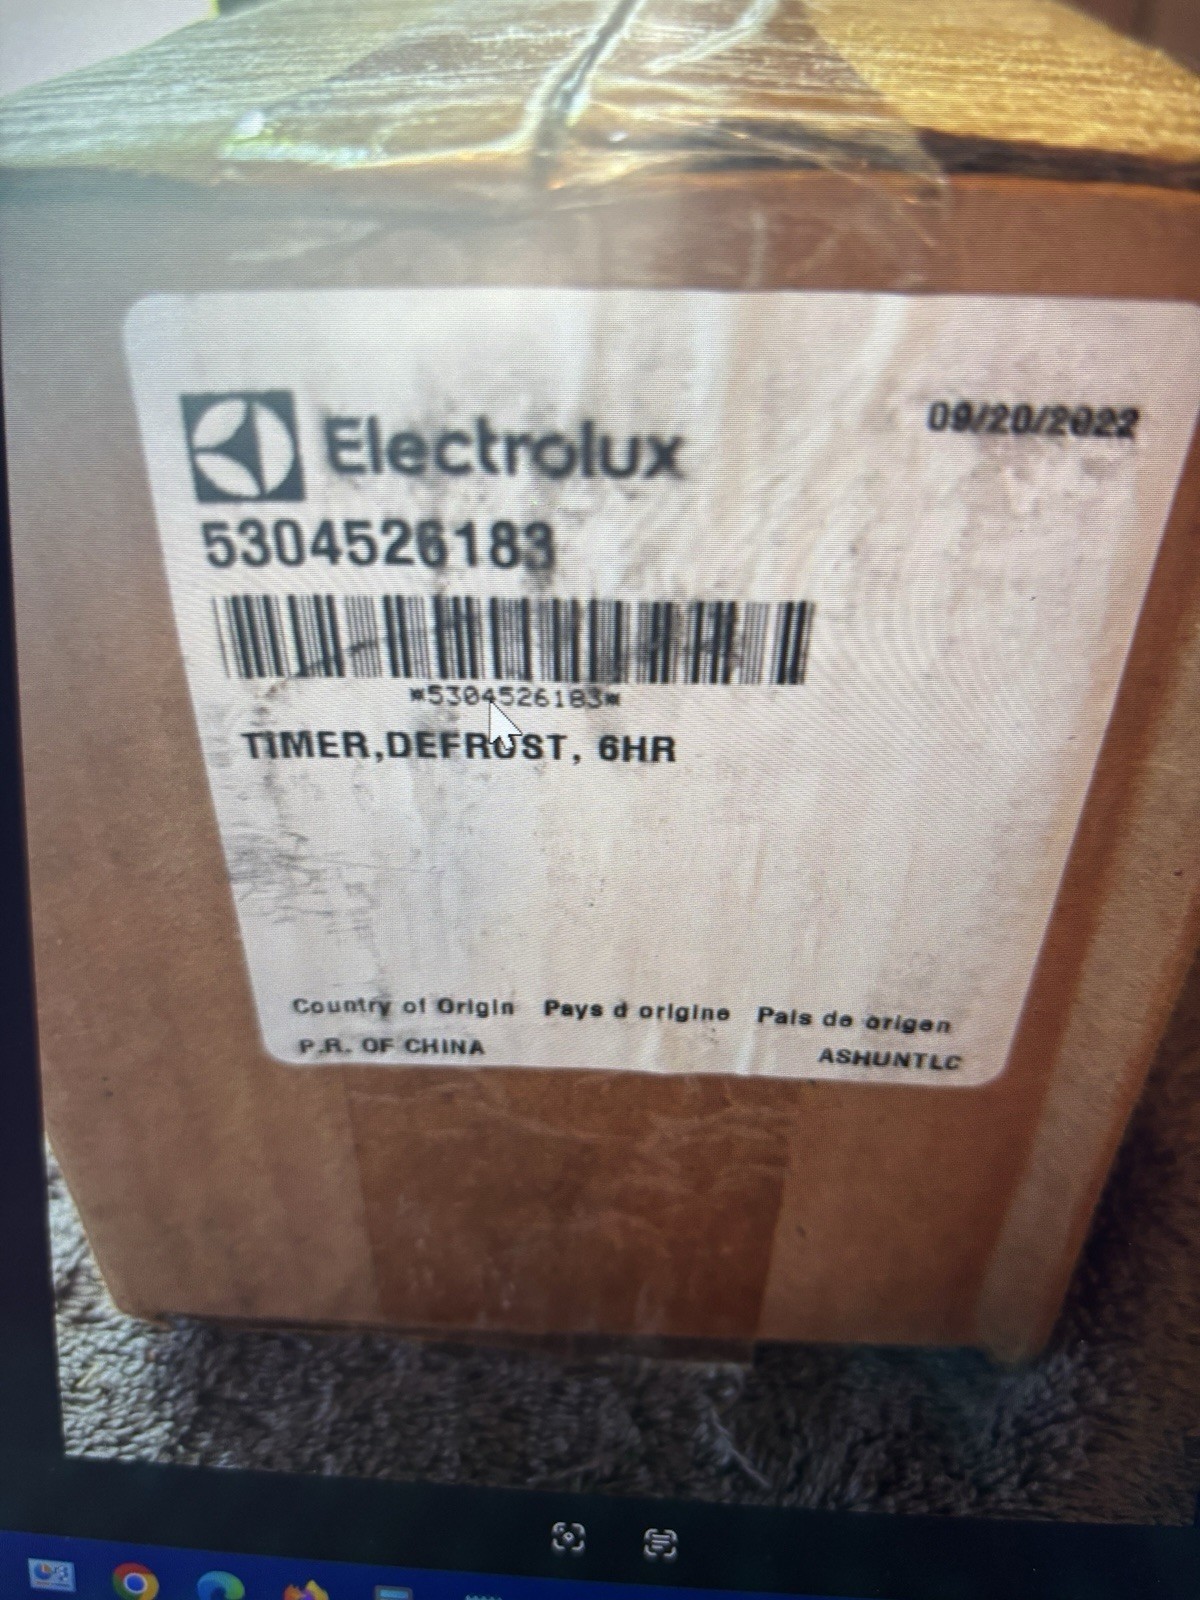 Electrolux
09/20/2022
5304526183
*5304526183*
TIMER,DEFROST, 6HR
Country of Origin Pays d origine Pais de origen
P.R. OF CHINA
ASHUNTLC